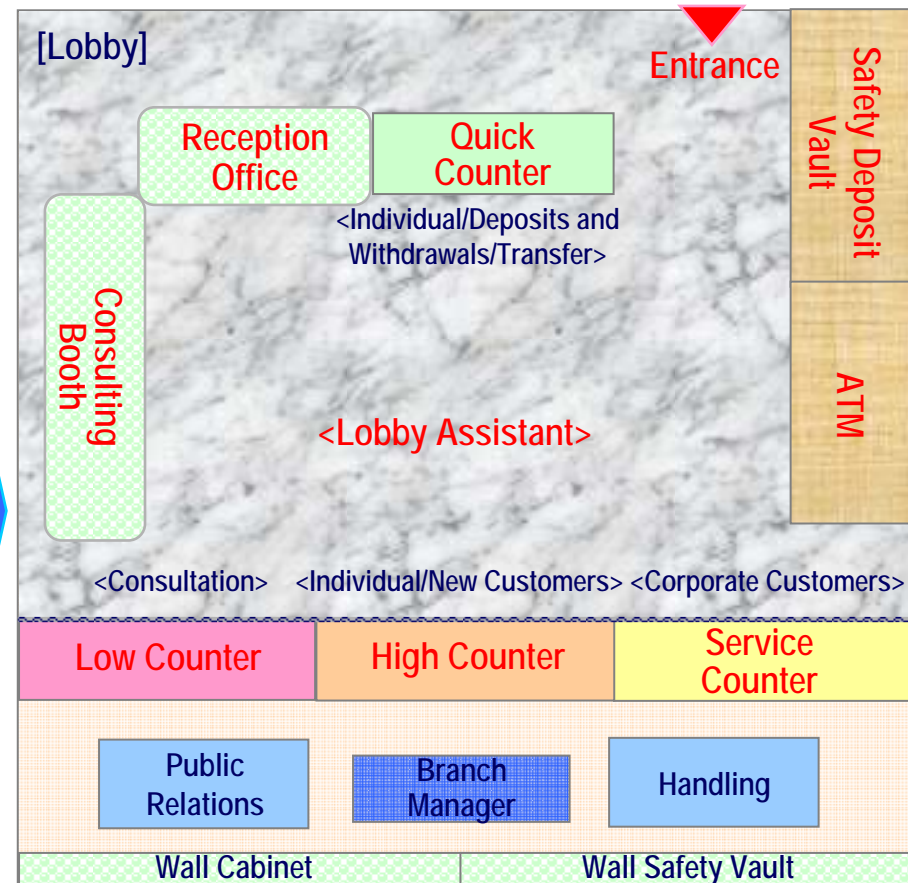 [Lobby]
Entrance
Safety Deposit
Vault
Reception
Office
Quick
Counter
<Individual/Deposits and
Withdrawals/Transfer>
Consulting
Booth
ATM
<Lobby Assistant>
<Consultation>
<Individual/New Customers>
<Corporate Customers>
Low Counter
High Counter
Service
Counter
Public
Relations
Branch
Manager
Handling
Wall Cabinet
Wall Safety Vault